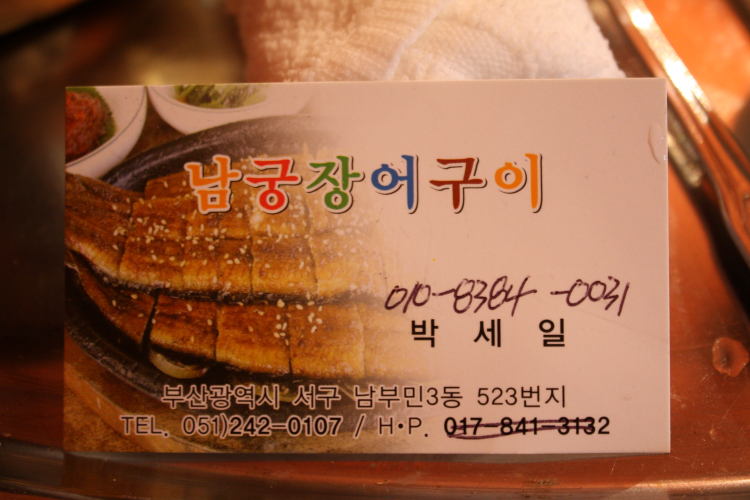 남궁장어구이
010-8384-0031
박 세 일
부산광역시 서구 남부민3동 523번지
TEL. 051)242-0107 / H·P. 017-841-3132